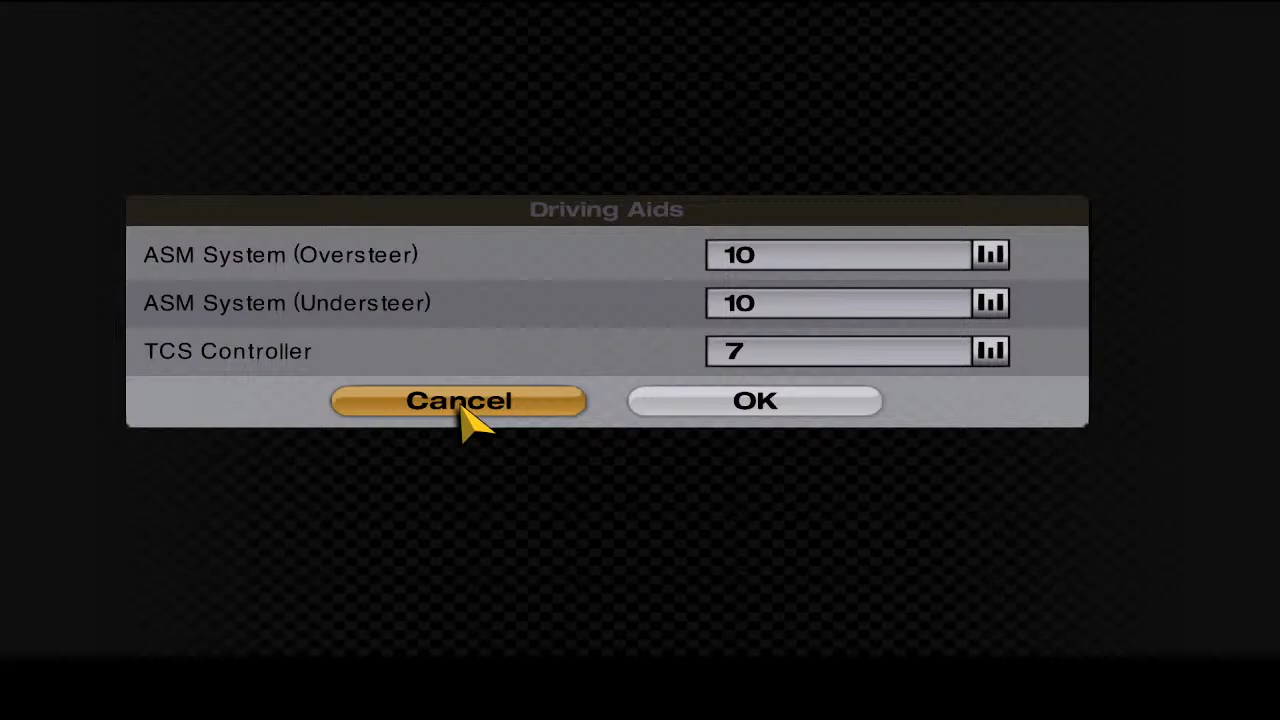 Driving Aids
ASM System (Oversteer) 10
ASM System (Understeer) 10
TCS Controller 7
Cancel OK